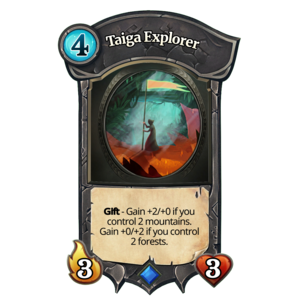 4
Taiga Explorer
Gift - Gain +2/+0 if you
control 2 mountains.
Gain +0/+2 if you control
2 forests.
3
3